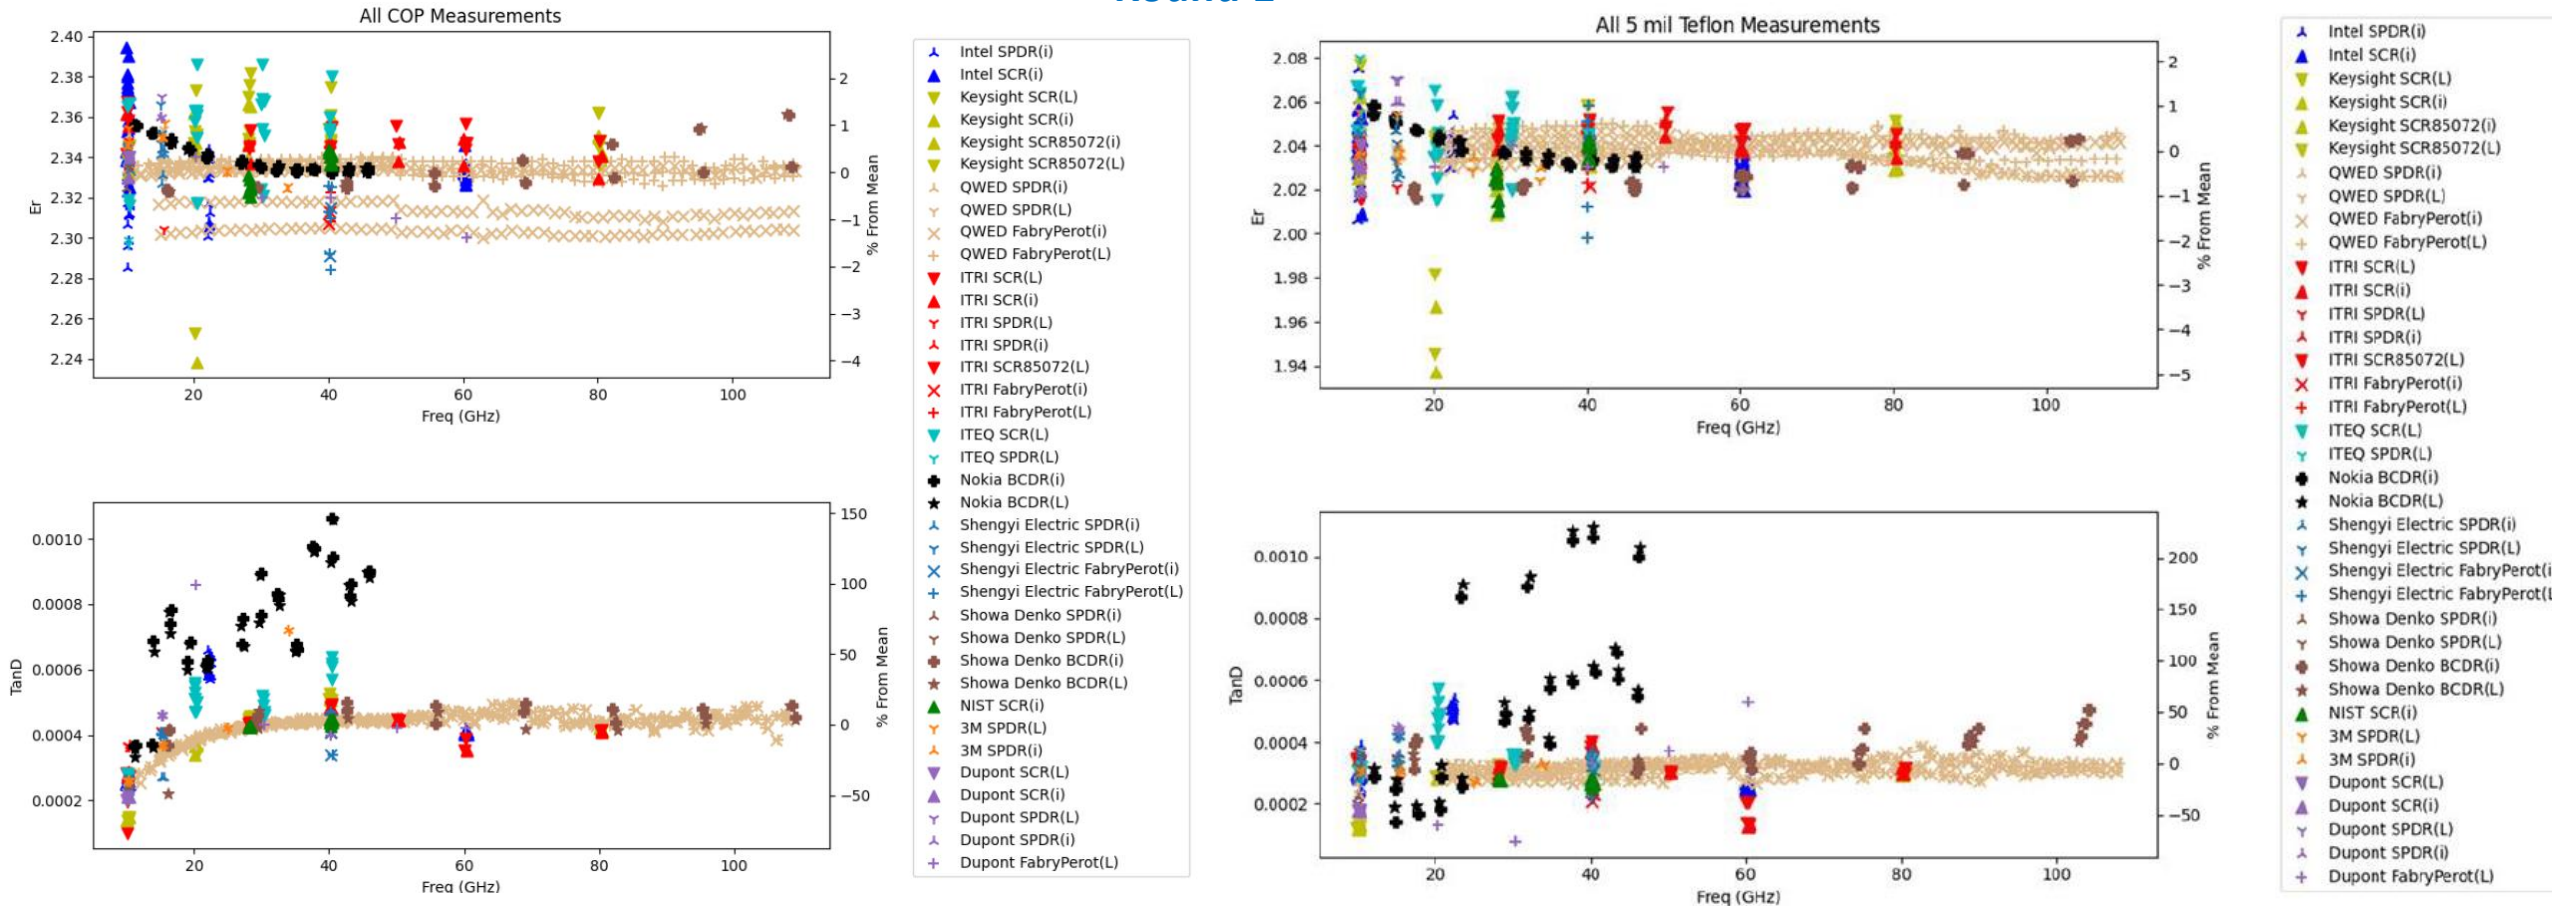 All COP Measurements
2.40
2.38
2.36
2.34
2.32
2.30
2.28
2.26
2.24
Er
2
1
0
−1
−2
−3
−4
% From Mean
20
40
60
80
100
Freq (GHz)
0.0010
0.0008
0.0006
0.0004
0.0002
TanD
150
100
50
0
−50
% From Mean
20
40
60
80
100
Freq (GHz)
Intel SPDR(i)
Intel SCR(i)
Keysight SCR(L)
Keysight SCR(i)
Keysight SCR85072(i)
Keysight SCR85072(L)
QWED SPDR(i)
QWED SPDR(L)
QWED FabryPerot(i)
QWED FabryPerot(L)
ITRI SCR(L)
ITRI SCR(i)
ITRI SPDR(L)
ITRI SPDR(i)
ITRI SCR85072(L)
ITRI FabryPerot(i)
ITRI FabryPerot(L)
ITEQ SCR(L)
ITEQ SPDR(L)
Nokia BCDR(i)
Nokia BCDR(L)
Shengyi Electric SPDR(i)
Shengyi Electric SPDR(L)
Shengyi Electric FabryPerot(i)
Shengyi Electric FabryPerot(L)
Showa Denko SPDR(i)
Showa Denko SPDR(L)
Showa Denko BCDR(i)
Showa Denko BCDR(L)
NIST SCR(i)
3M SPDR(L)
3M SPDR(i)
Dupont SCR(L)
Dupont SCR(i)
Dupont SPDR(L)
Dupont SPDR(i)
Dupont FabryPerot(L)
All 5 mil Teflon Measurements
2.08
2.06
2.04
2.02
2.00
1.98
1.96
1.94
Er
2
1
0
−1
−2
−3
−4
−5
% From Mean
20
40
60
80
100
Freq (GHz)
0.0010
0.0008
0.0006
0.0004
0.0002
TanD
200
150
100
50
0
−50
% From Mean
20
40
60
80
100
Freq (GHz)
Intel SPDR(i)
Intel SCR(i)
Keysight SCR(L)
Keysight SCR(i)
Keysight SCR85072(i)
Keysight SCR85072(L)
QWED SPDR(i)
QWED SPDR(L)
QWED FabryPerot(i)
QWED FabryPerot(L)
ITRI SCR(L)
ITRI SCR(i)
ITRI SPDR(L)
ITRI SPDR(i)
ITRI SCR85072(L)
ITRI FabryPerot(i)
ITRI FabryPerot(L)
ITEQ SCR(L)
ITEQ SPDR(L)
Nokia BCDR(i)
Nokia BCDR(L)
Shengyi Electric SPDR(i)
Shengyi Electric SPDR(L)
Shengyi Electric FabryPerot(i
Shengyi Electric FabryPerot(L
Showa Denko SPDR(i)
Showa Denko SPDR(L)
Showa Denko BCDR(i)
Showa Denko BCDR(L)
NIST SCR(i)
3M SPDR(L)
3M SPDR(i)
Dupont SCR(L)
Dupont SCR(i)
Dupont SPDR(L)
Dupont SPDR(i)
Dupont FabryPerot(L)